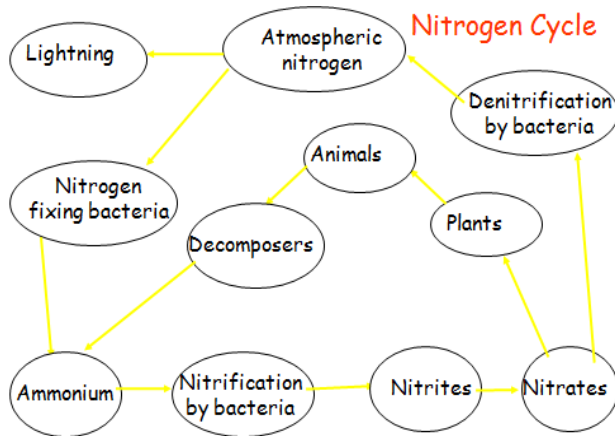 Nitrogen Cycle
Lightning
Atmospheric
nitrogen
Denitrification
by bacteria
Animals
Nitrogen
fixing bacteria
Plants
Decomposers
Ammonium
Nitrification
by bacteria
Nitrites
Nitrates